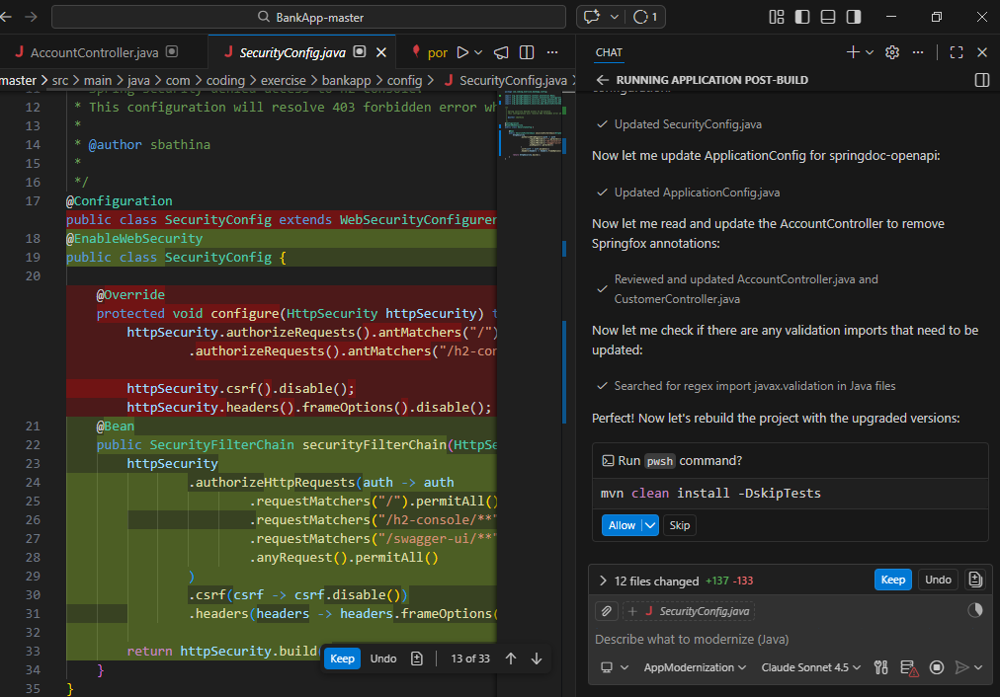 BankApp-master
1
AccountController.java
SecurityConfig.java
por
master > src > main > java > com > coding > exercise > bankapp > config > SecurityConfig.java >
12 * This configuration will resolve 403 forbidden error wh
13 *
14 * @author sbathina
15 *
16 */
17 @Configuration
public class SecurityConfig extends WebSecurityConfigurer
18 @EnableWebSecurity
19 public class SecurityConfig {
20
@Override
protected void configure(HttpSecurity httpSecurity) t
httpSecurity.authorizeRequests().antMatchers("/")
.authorizeRequests().antMatchers("/h2-con
httpSecurity.csrf().disable();
httpSecurity.headers().frameOptions().disable();
21 @Bean
22 public SecurityFilterChain securityFilterChain(HttpSe
23 httpSecurity
24 .authorizeHttpRequests(auth -> auth
25 .requestMatchers("/").permitAll()
26 .requestMatchers("/h2-console/**"
27 .requestMatchers("/swagger-ui/**"
28 .anyRequest().permitAll()
29 )
30 .csrf(csrf -> csrf.disable())
31 .headers(headers -> headers.frameOptions(
32
33 return httpSecurity.build
34 }
35 }
Keep Undo 13 of 33
CHAT
RUNNING APPLICATION POST-BUILD
Updated SecurityConfig.java
Now let me update ApplicationConfig for springdoc-openapi:
Updated ApplicationConfig.java
Now let me read and update the AccountController to remove
Springfox annotations:
Reviewed and updated AccountController.java and
CustomerController.java
Now let me check if there are any validation imports that need to be
updated:
Searched for regex import javax.validation in Java files
Perfect! Now let's rebuild the project with the upgraded versions:
Run pwsh command?
mvn clean install -DskipTests
Allow Skip
12 files changed +137 -133 Keep Undo
SecurityConfig.java
Describe what to modernize (Java)
AppModernization Claude Sonnet 4.5